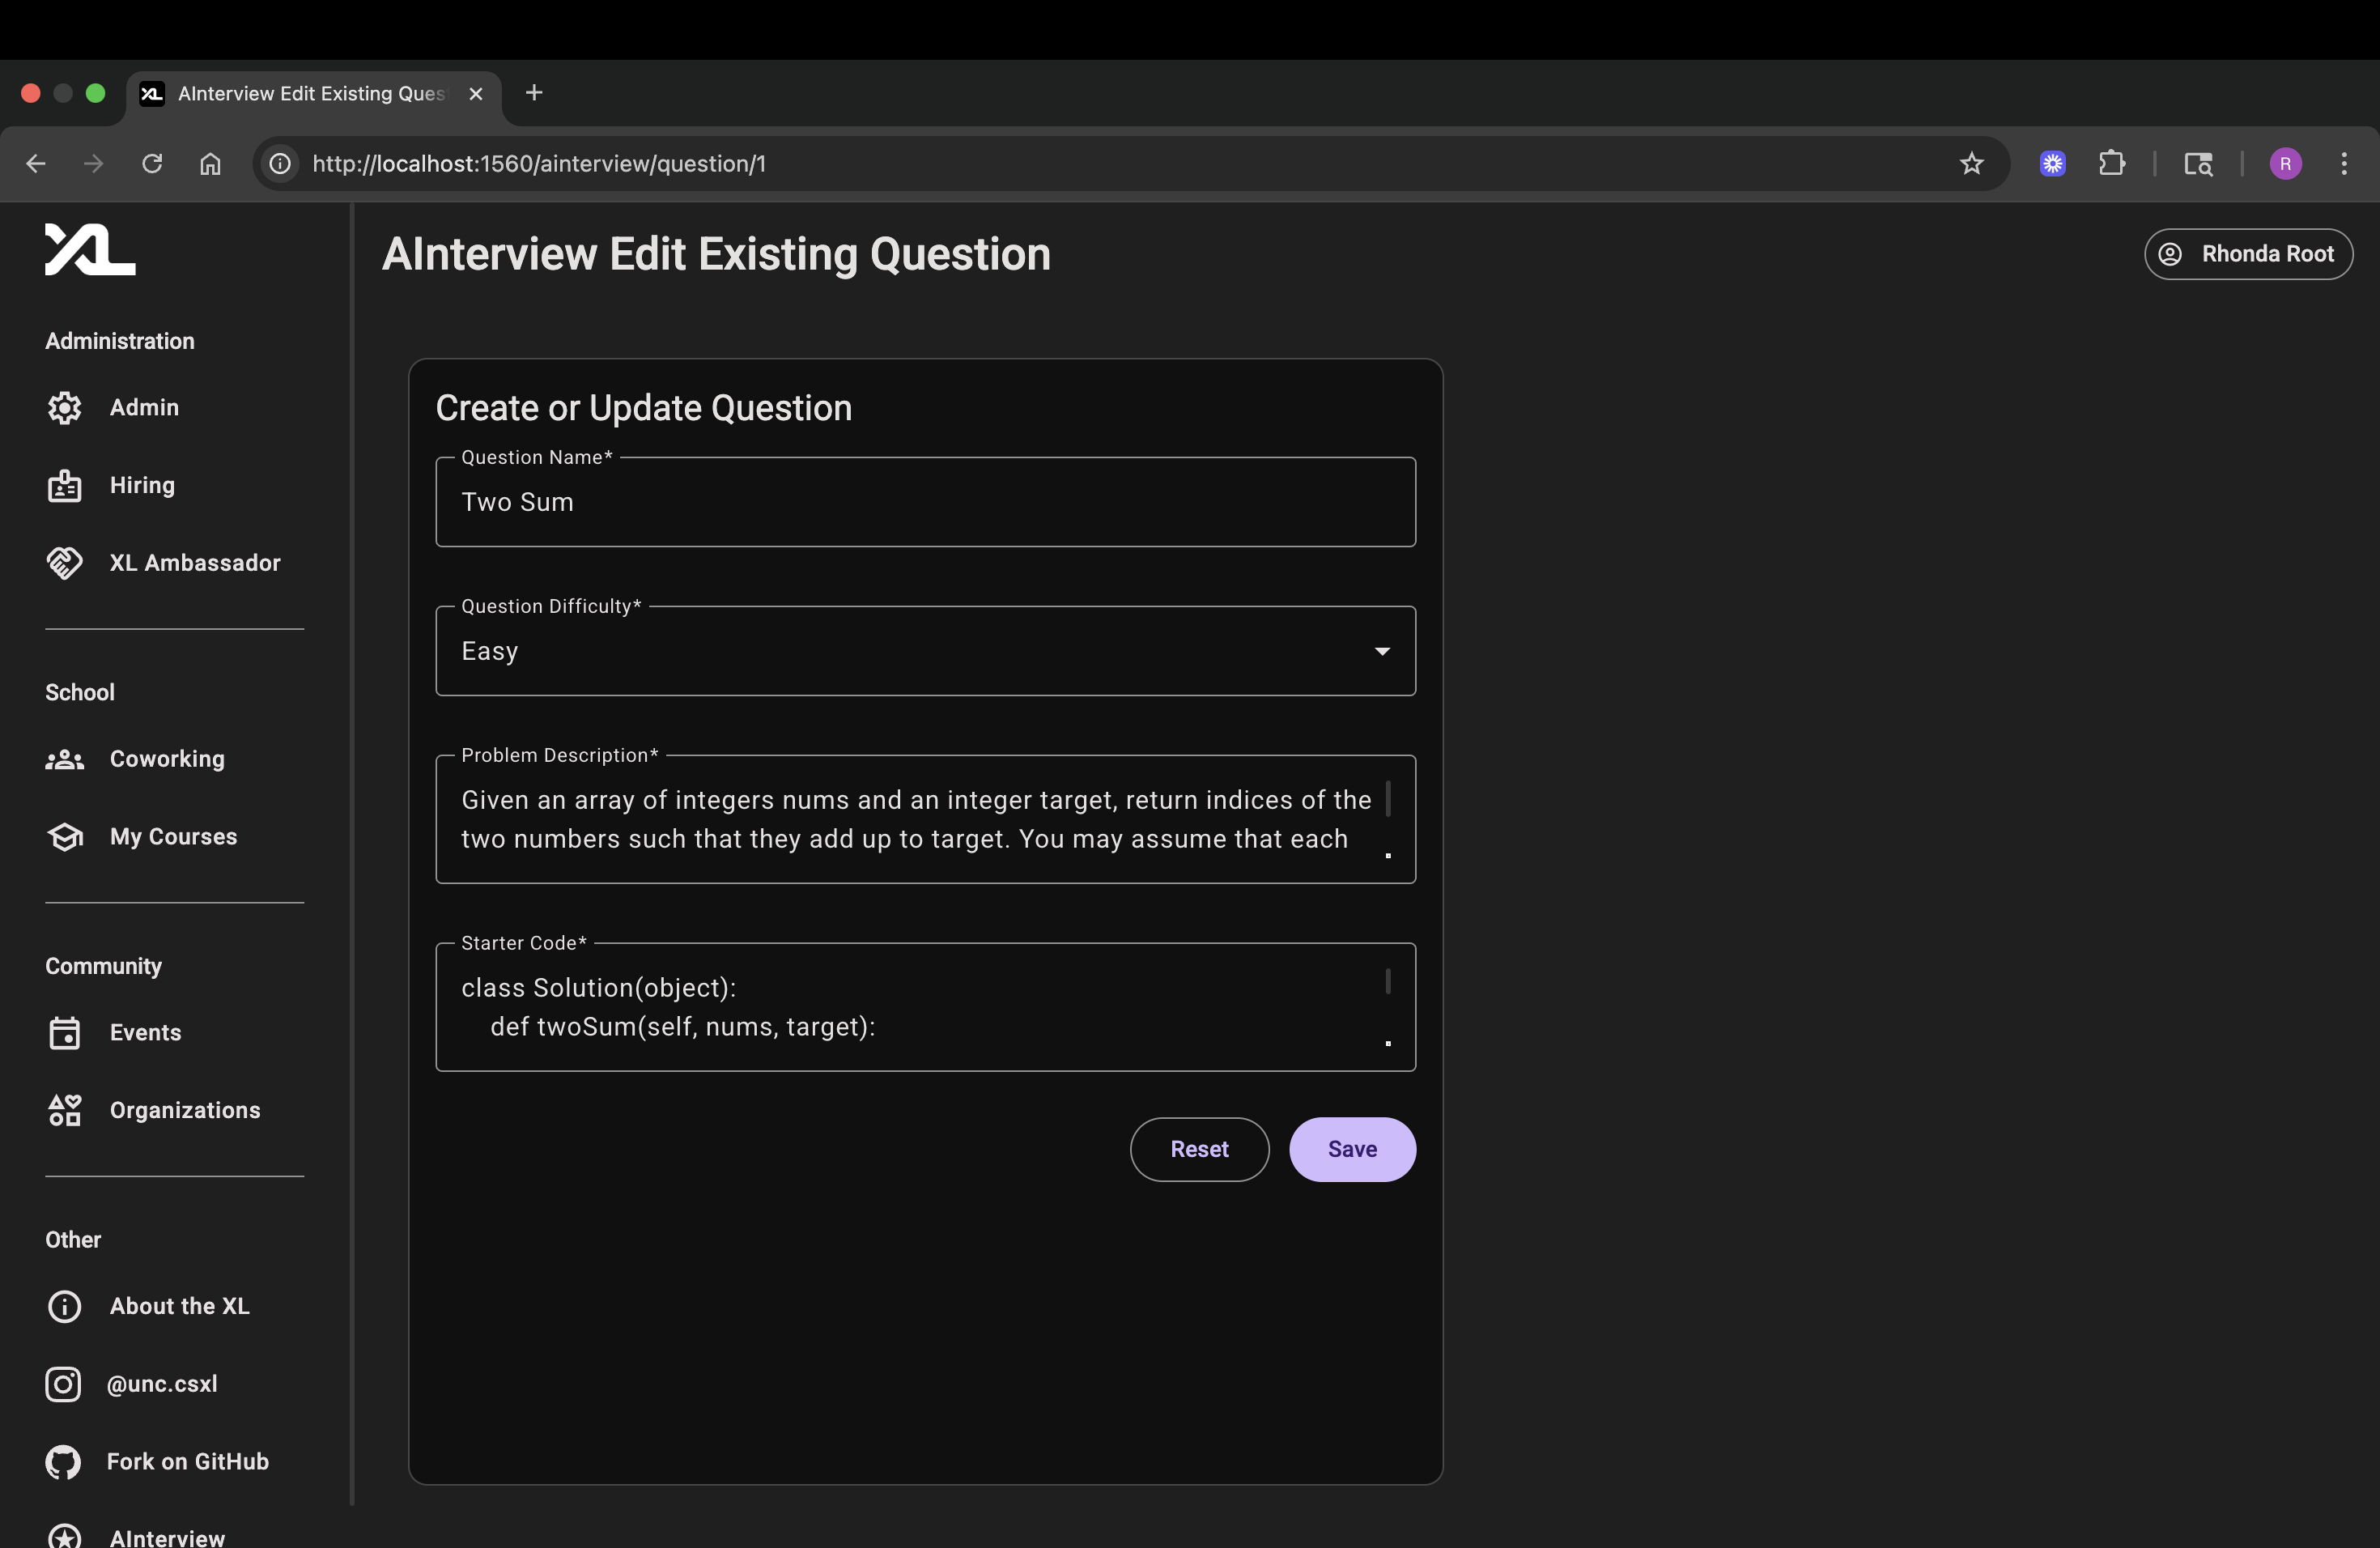 AInterview Edit Existing Ques
http://localhost:1560/ainterview/question/1
R
XL
AInterview Edit Existing Question
Rhonda Root
Administration
Admin
Hiring
XL Ambassador
School
Coworking
My Courses
Community
Events
Organizations
Other
About the XL
@unc.csxl
Fork on GitHub
AInterview
Create or Update Question
Question Name*
Two Sum
Question Difficulty*
Easy
Problem Description*
Given an array of integers nums and an integer target, return indices of the
two numbers such that they add up to target. You may assume that each
Starter Code*
class Solution(object):
def twoSum(self, nums, target):
Reset
Save